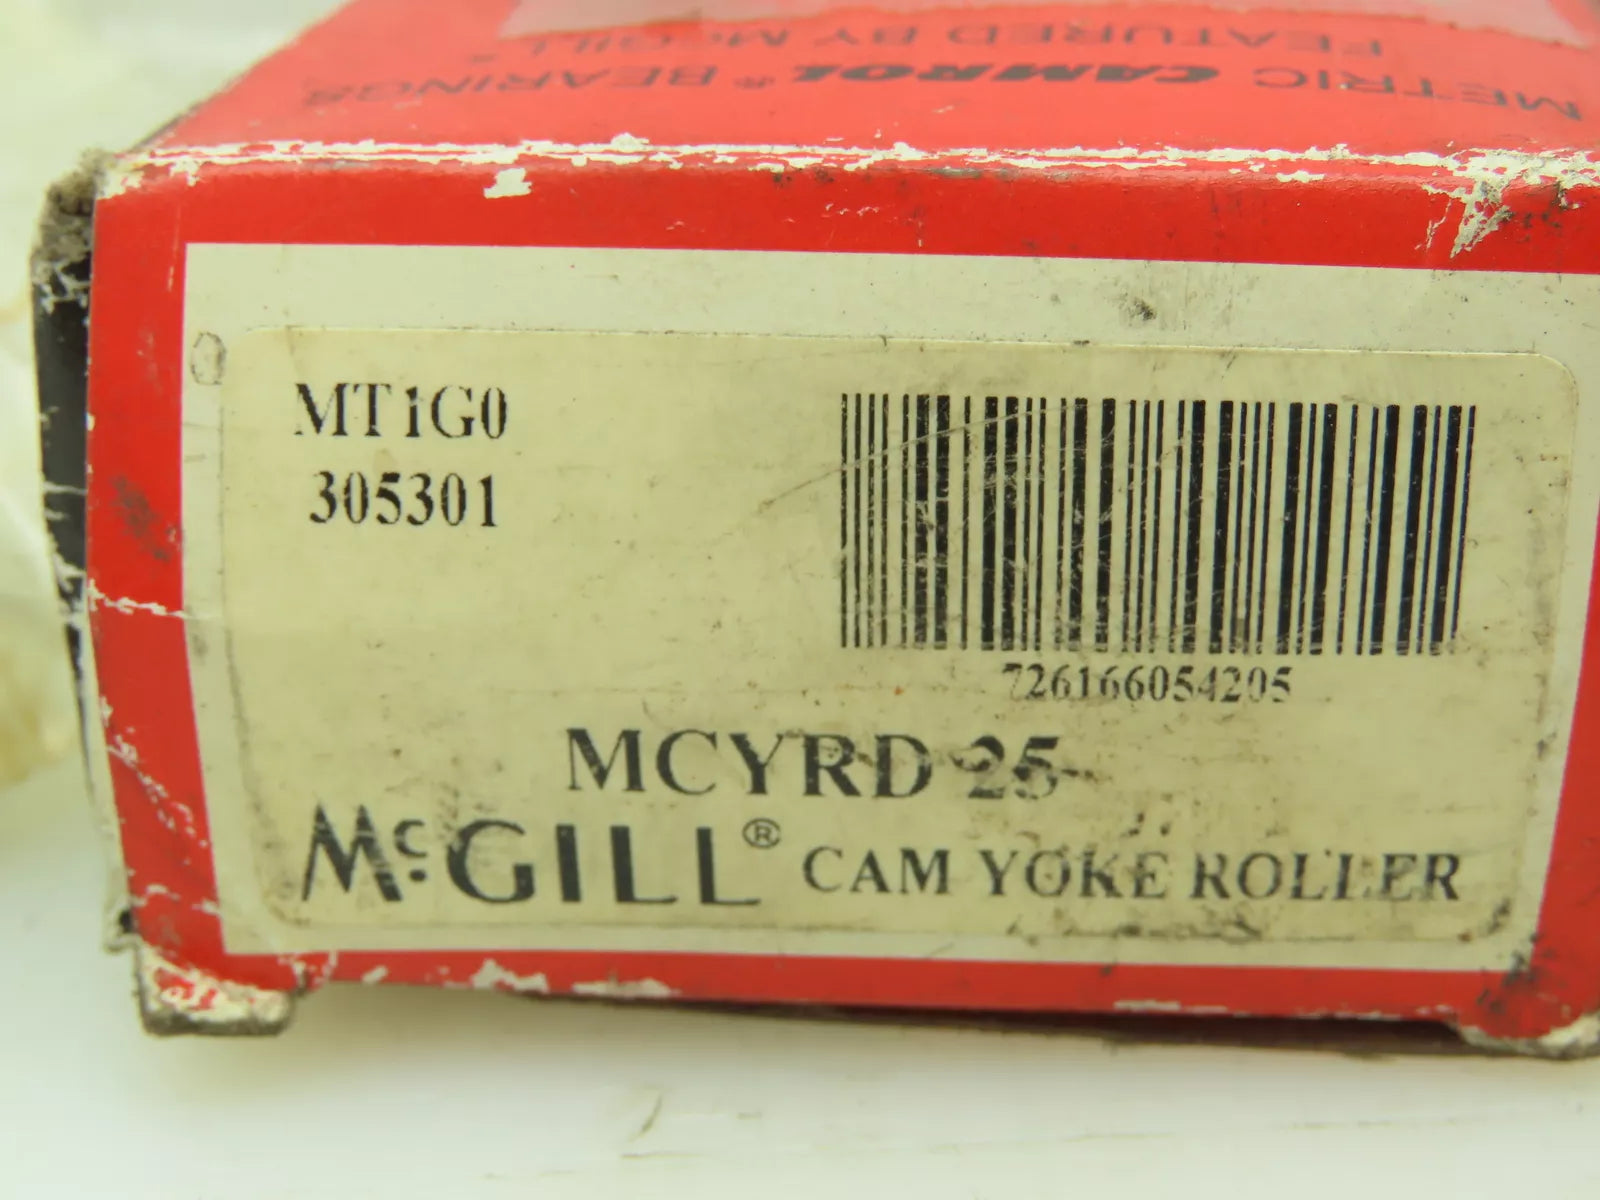 METRIC CAMROL® BEARINGS
FEATURED BY McGILL®
MT1G0
305301
726166054205
MCYRD 25
McGILL® CAM YOKE ROLLER